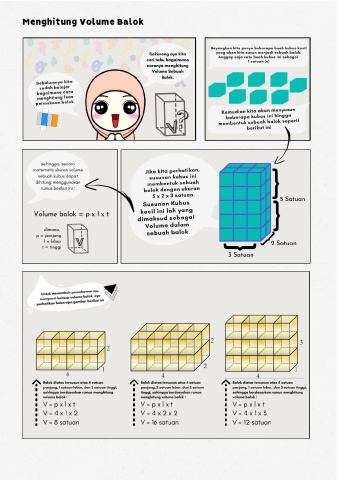 Menghitung Volume Balok
Sebelumnya kita
sudah belajar
bagaimana cara
menghitung luas
permukaan balok.
Sekarang ayo kita
cari tahu bagaimana
caranya menghitung
Volume Sebuah
Balok.
V?
Bayangkan kita punya beberapa buah kubus kecil
yang akan kita susun menjadi sebuah balok.
Anggap saja satu buah kubus ini sebagai
1 satuan (s)
Kemudian kita akan menyusun
beberapa kubus ini hingga
membentuk sebuah balok seperti
berikut ini
sehingga, secara
matematis ukuran volume
sebuah kubus dapat
dihitung menggunakan
rumus berikut ini :
Volume balok = p x l x t
dimana,
p = panjang
l = lebar
t = tinggi
V
Jika kita perhatikan,
susunan kubus ini
membentuk sebuah
balok dengan ukuran
5 x 2 x 3 satuan.
Susunan Kubus
kecil ini lah yang
dimaksud sebagai
Volume dalam
sebuah balok
5 Satuan
2 Satuan
3 Satuan
Untuk menambah pemahaman mu
mengenai konsep volume balok, ayo
perhatikan beberapa gambar berikut ini
2
4
1
2
4
2
3
4
Balok diatas tersusun atas 4 satuan
panjang, 1 satuan lebar, dan 2 satuan tinggi,
sehingga berdasarkan rumus menghitung
volume balok :
V = p x l x t
V = 4 x 1 x 2
V = 8 satuan
Balok diatas tersusun atas 4 satuan
panjang, 2 satuan lebar, dan 2 satuan tinggi,
sehingga berdasarkan rumus menghitung
volume balok :
V = p x l x t
V = 4 x 2 x 2
V = 16 satuan
Balok diatas tersusun atas 4 satuan
panjang, 1 satuan lebar, dan 3 satuan tinggi,
sehingga berdasarkan rumus menghitung
volume balok :
V = p x l x t
V = 4 x l x 5
V = 12 satuan